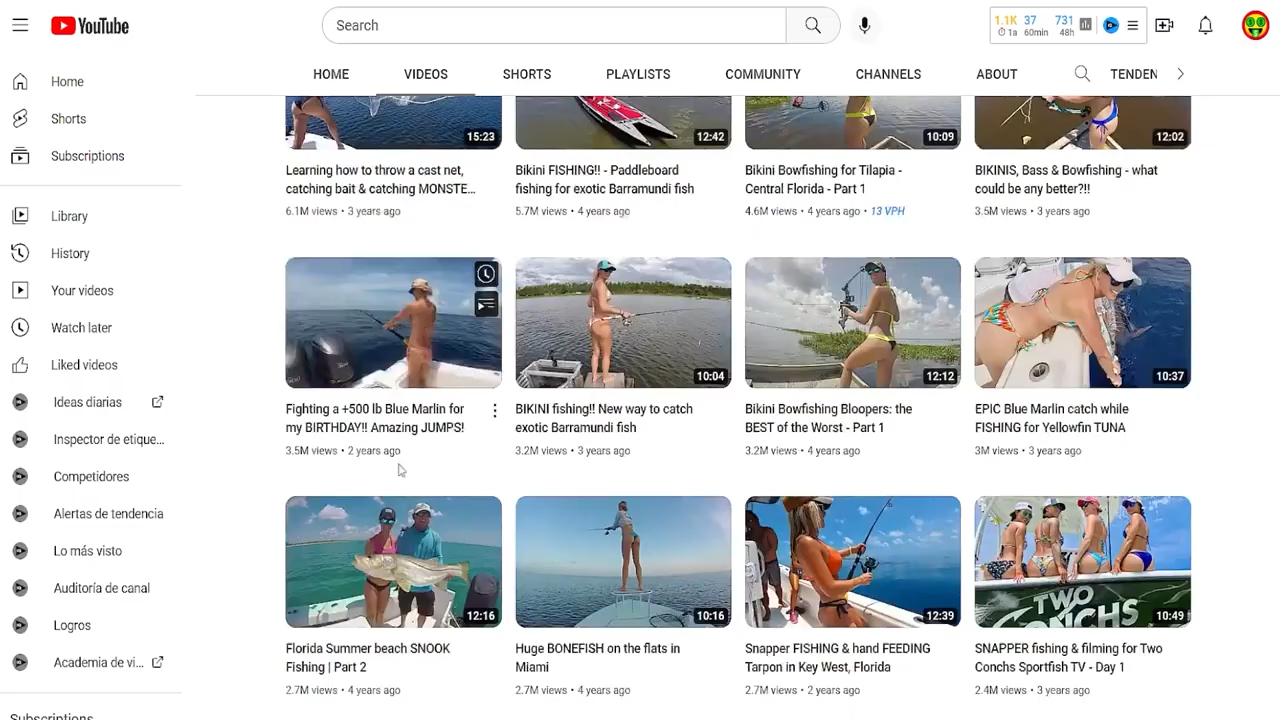 YouTube
Search
1.1K 37 731
1a 60min 48h
HOME VIDEOS SHORTS PLAYLISTS COMMUNITY CHANNELS ABOUT TENDEN
Home
Shorts
Subscriptions
Library
History
Your videos
Watch later
Liked videos
Ideas diarias
Inspector de etique...
Competidores
Alertas de tendencia
Lo más visto
Auditoría de canal
Logros
Academia de vi...
Subscriptions
15:23
12:42
10:09
12:02
Learning how to throw a cast net,
catching bait & catching MONSTE...
6.1M views • 3 years ago
Bikini FISHING!! - Paddleboard
fishing for exotic Barramundi fish
5.7M views • 4 years ago
Bikini Bowfishing for Tilapia -
Central Florida - Part 1
4.6M views • 4 years ago • 13 VPH
BIKINIS, Bass & Bowfishing - what
could be any better?!!
3.5M views • 3 years ago
10:04
12:12
10:37
Fighting a +500 lb Blue Marlin for
my BIRTHDAY!! Amazing JUMPS!
3.5M views • 2 years ago
BIKINI fishing!! New way to catch
exotic Barramundi fish
3.2M views • 3 years ago
Bikini Bowfishing Bloopers: the
BEST of the Worst - Part 1
3.2M views • 4 years ago
EPIC Blue Marlin catch while
FISHING for Yellowfin TUNA
3M views • 3 years ago
12:16
10:16
12:39
TWO
CONCHS
10:49
Florida Summer beach SNOOK
Fishing | Part 2
2.7M views • 4 years ago
Huge BONEFISH on the flats in
Miami
2.7M views • 4 years ago
Snapper FISHING & hand FEEDING
Tarpon in Key West, Florida
2.7M views • 2 years ago
SNAPPER fishing & filming for Two
Conchs Sportfish TV - Day 1
2.4M views • 3 years ago